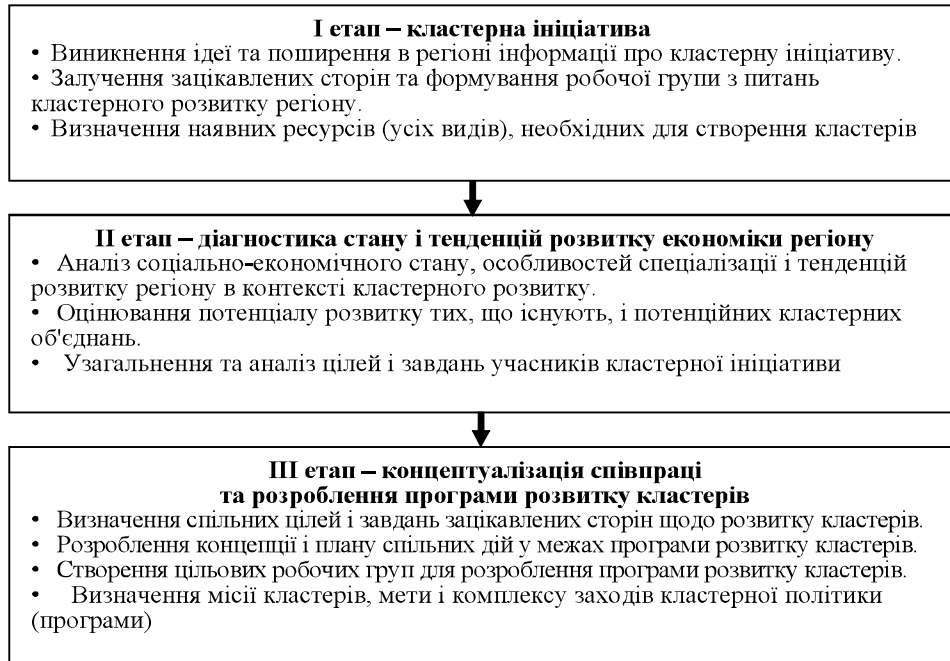 І етап – кластерна ініціатива
• Виникнення ідеї та поширення в регіоні інформації про кластерну ініціативу.
• Залучення зацікавлених сторін та формування робочої групи з питань
кластерного розвитку регіону.
• Визначення наявних ресурсів (усіх видів), необхідних для створення кластерів
ІІ етап – діагностика стану і тенденцій розвитку економіки регіону
• Аналіз соціально-економічного стану, особливостей спеціалізації і тенденцій
розвитку регіону в контексті кластерного розвитку.
• Оцінювання потенціалу розвитку тих, що існують, і потенційних кластерних
об'єднань.
• Узагальнення та аналіз цілей і завдань учасників кластерної ініціативи
ІІІ етап – концептуалізація співпраці
та розроблення програми розвитку кластерів
• Визначення спільних цілей і завдань зацікавлених сторін щодо розвитку кластерів.
• Розроблення концепції і плану спільних дій у межах програми розвитку кластерів.
• Створення цільових робочих груп для розроблення програми розвитку кластерів.
• Визначення місії кластерів, мети і комплексу заходів кластерної політики
(програми)